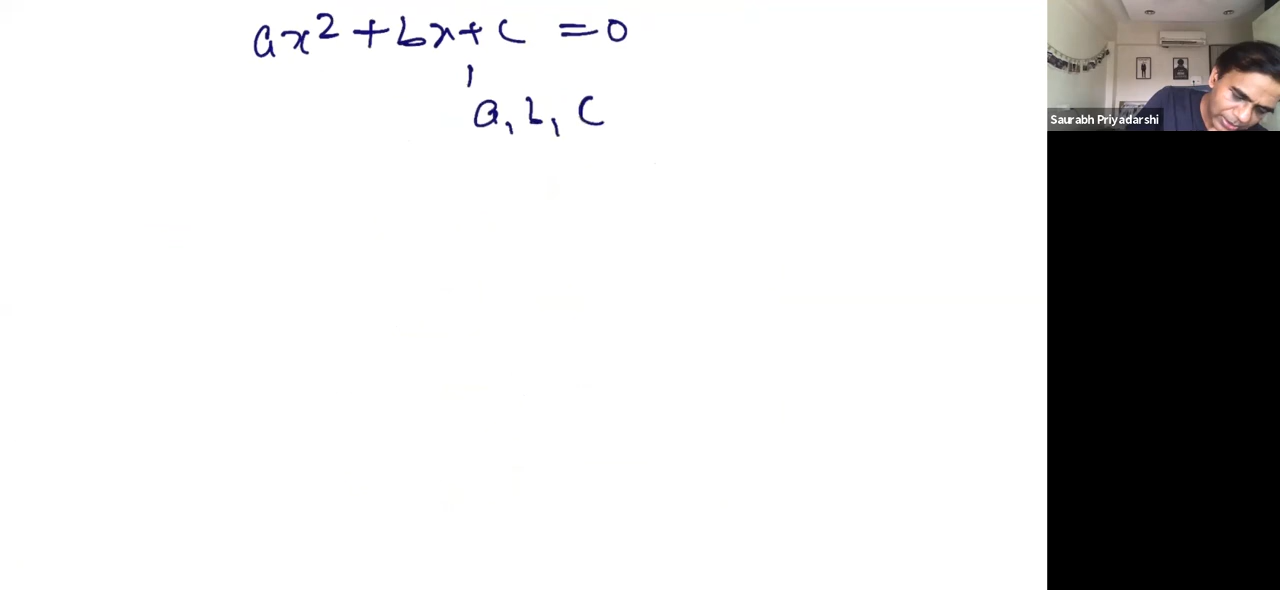 ax² + bx + c = 0
a, b, c
Saurabh Priyadarshi